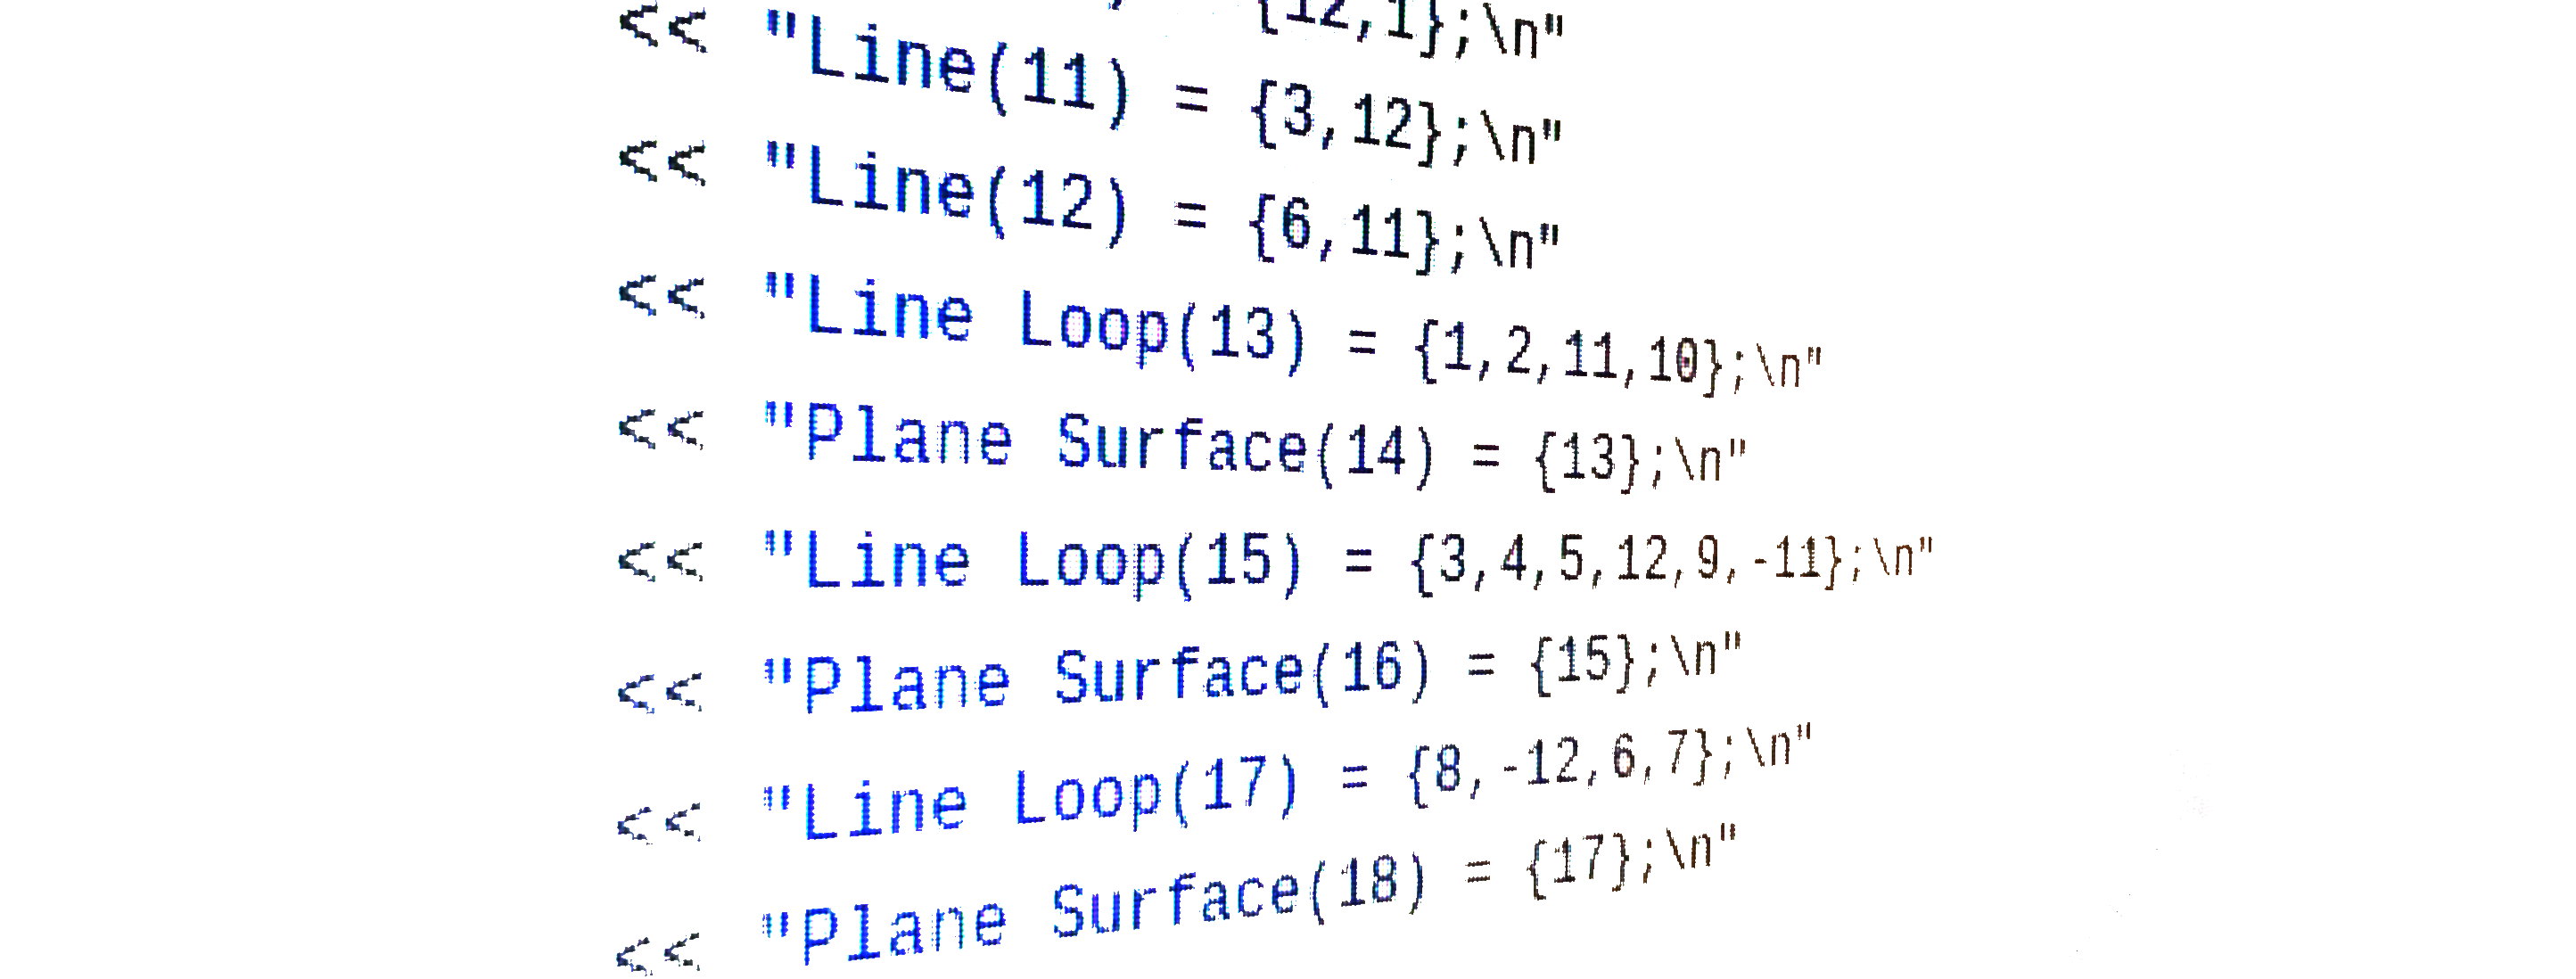 {12,1};\n"
<< "Line(11) = {3,12};\n"
<< "Line(12) = {6,11};\n"
<< "Line Loop(13) = {1,2,11,10};\n"
<< "Plane Surface(14) = {13};\n"
<< "Line Loop(15) = {3,4,5,12,9,-11};\n"
<< "Plane Surface(16) = {15};\n"
<< "Line Loop(17) = {8,-12,6,7};\n"
<< "Plane Surface(18) = {17};\n"
<<